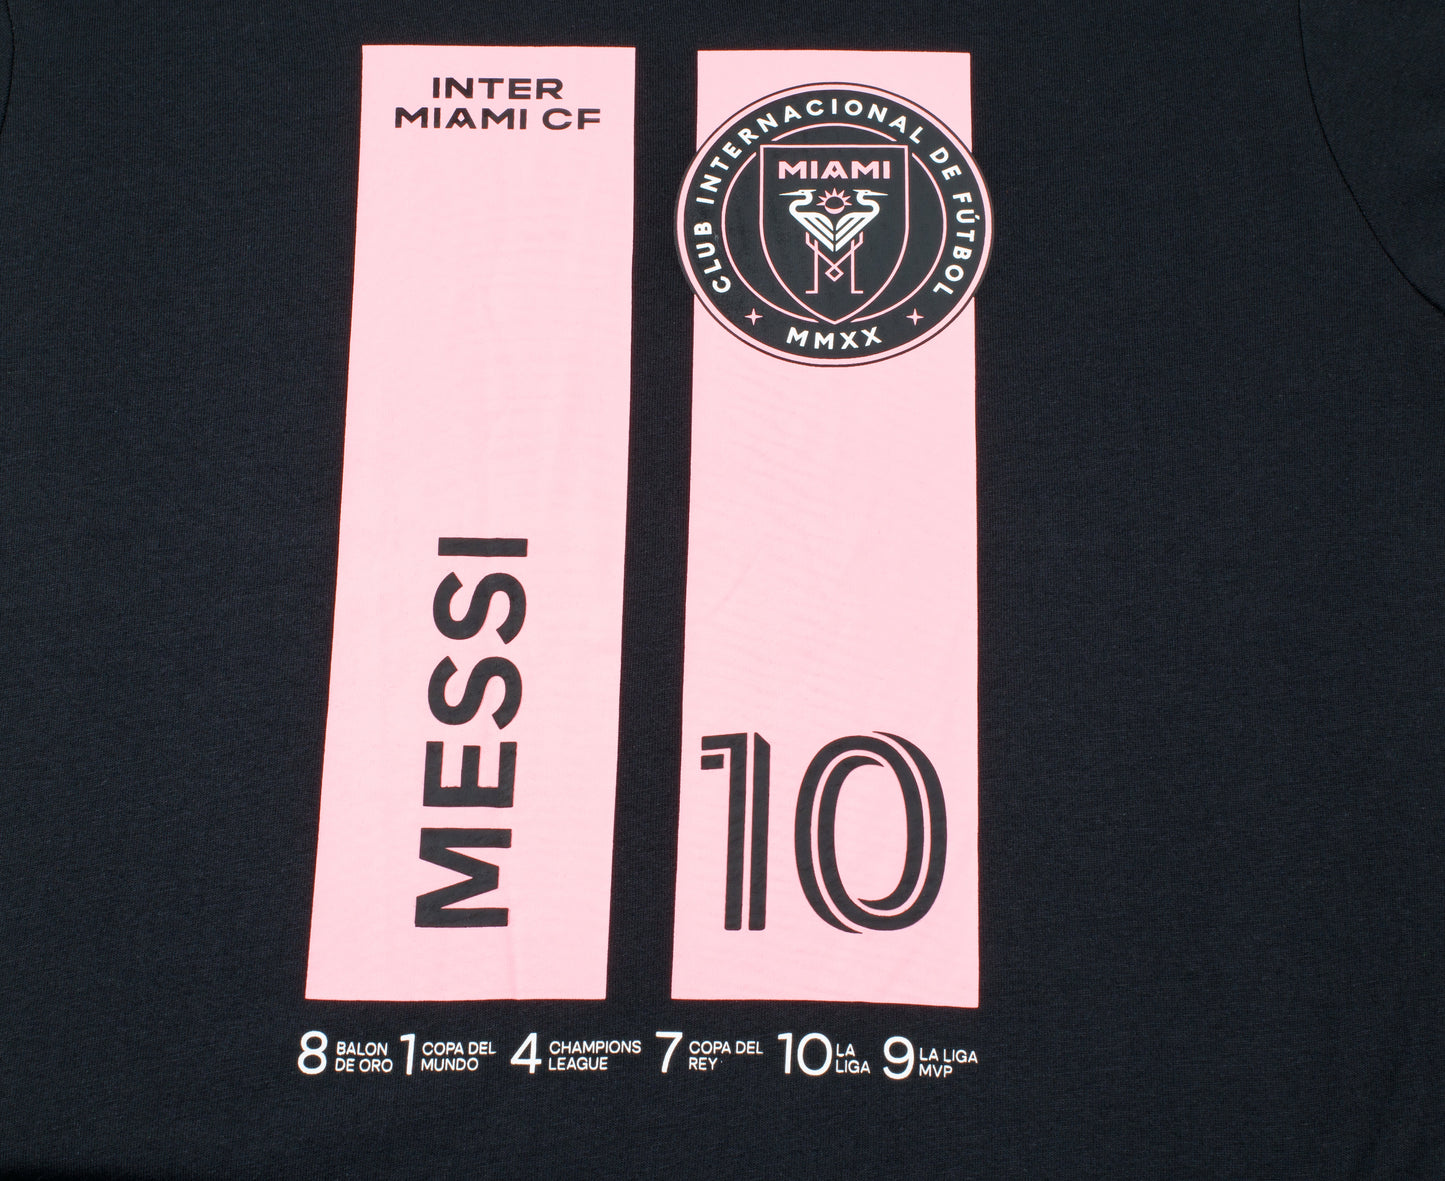 INTER
MIAMI CF
CLUB INTERNACIONAL DE FÚTBOL
MIAMI
MMXX
MESSI
10
8 BALON
DE ORO
1 COPA DEL
MUNDO
4 CHAMPIONS
LEAGUE
7 COPA DEL
REY
10 LA
LIGA
9 LA LIGA
MVP